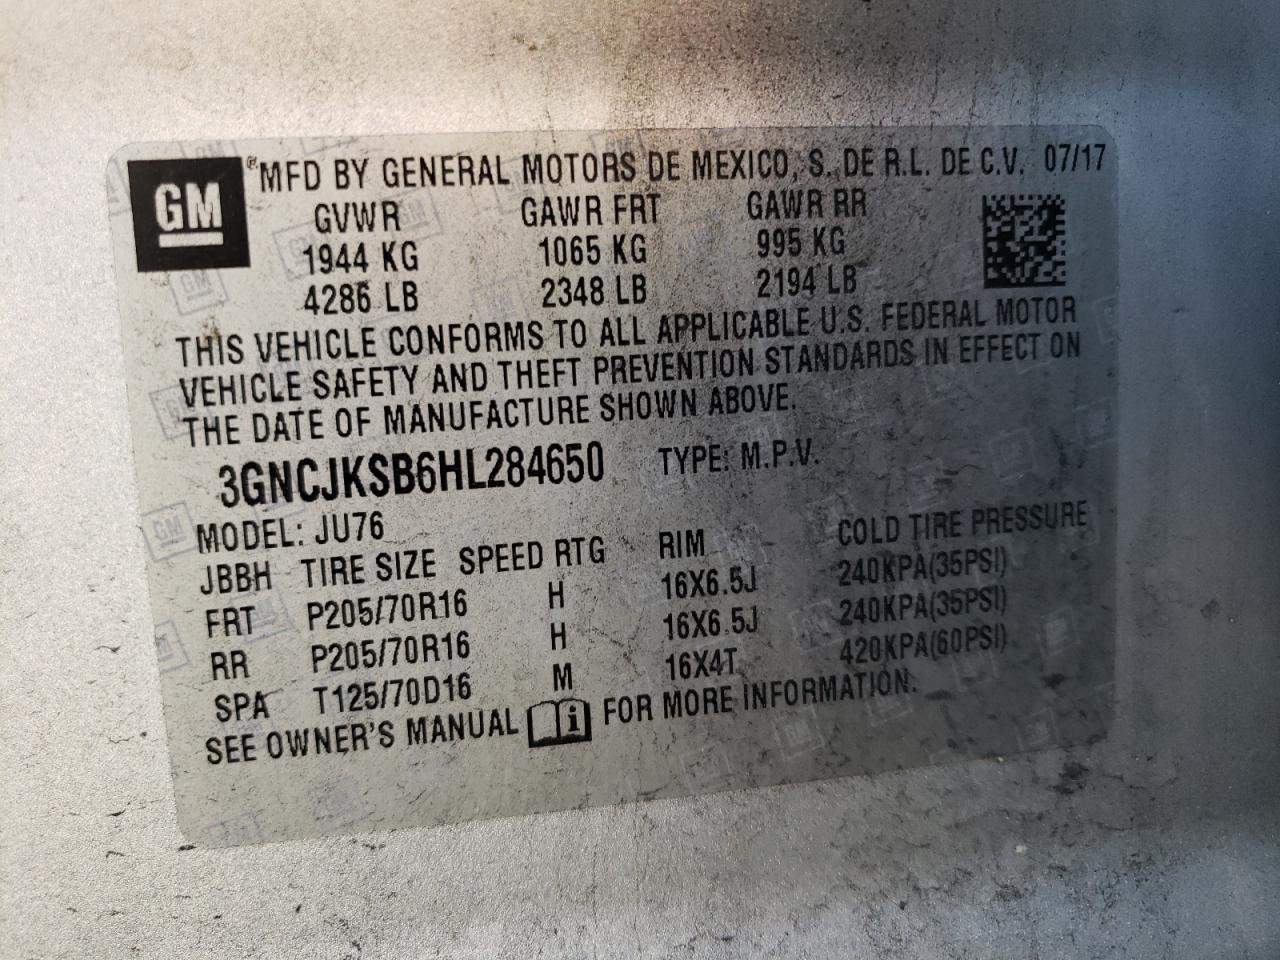 GM ® MFD BY GENERAL MOTORS DE MEXICO, S. DE R.L. DE C.V. 07/17
GVWR GAWR FRT GAWR RR
1944 KG 1065 KG 995 KG
4286 LB 2348 LB 2194 LB
THIS VEHICLE CONFORMS TO ALL APPLICABLE U.S. FEDERAL MOTOR
VEHICLE SAFETY AND THEFT PREVENTION STANDARDS IN EFFECT ON
THE DATE OF MANUFACTURE SHOWN ABOVE.
3GNCJKSB6HL284650 TYPE: M.P.V.
MODEL: JU76
JBBH TIRE SIZE SPEED RTG RIM COLD TIRE PRESSURE
FRT P205/70R16 H 16X6.5J 240KPA(35PSI)
RR P205/70R16 H 16X6.5J 240KPA(35PSI)
SPA T125/70D16 M 16X4T 420KPA(60PSI)
SEE OWNER'S MANUAL i FOR MORE INFORMATION.